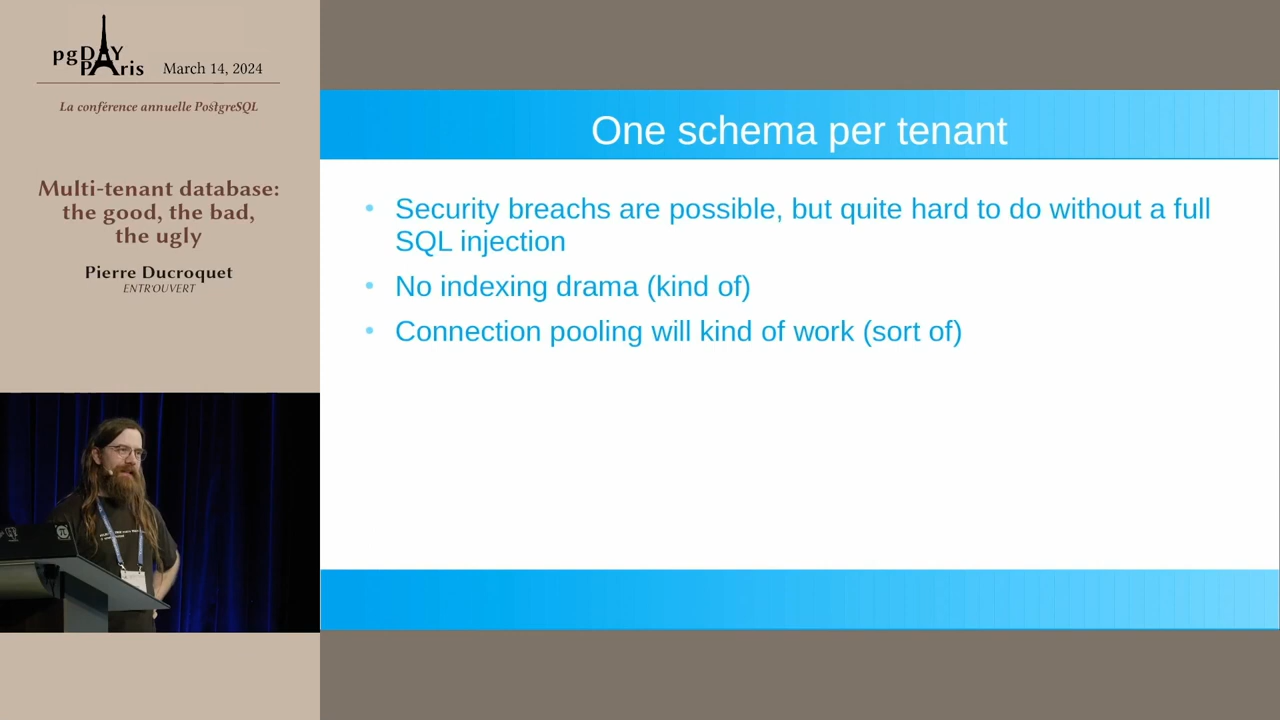 pgDAY
Paris
March 14, 2024
La conférence annuelle PostgreSQL
Multi-tenant database:
the good, the bad,
the ugly
Pierre Ducroquet
ENTR'OUVERT
One schema per tenant
• Security breachs are possible, but quite hard to do without a full
SQL injection
• No indexing drama (kind of)
• Connection pooling will kind of work (sort of)